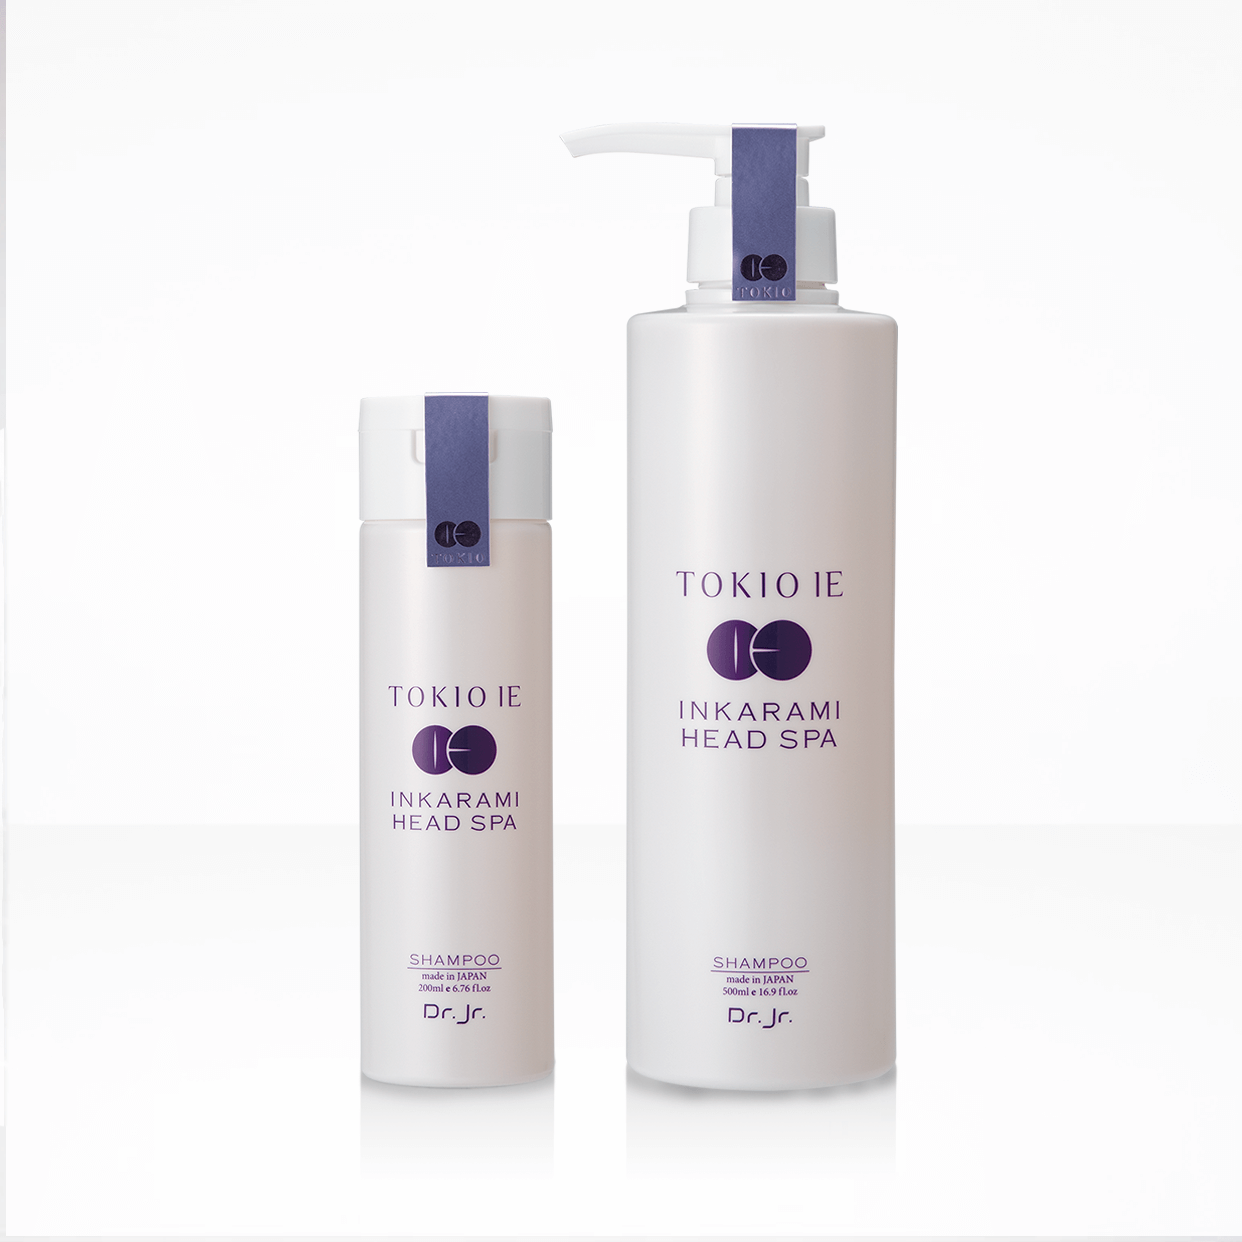 TOKIO
TOKIO IE
INKARAMI
HEAD SPA
SHAMPOO
made in JAPAN
200ml e 6.76 fl.oz
Dr.Jr.
TOKIO
TOKIO IE
INKARAMI
HEAD SPA
SHAMPOO
made in JAPAN
500ml e 16.9 fl.oz
Dr.Jr.